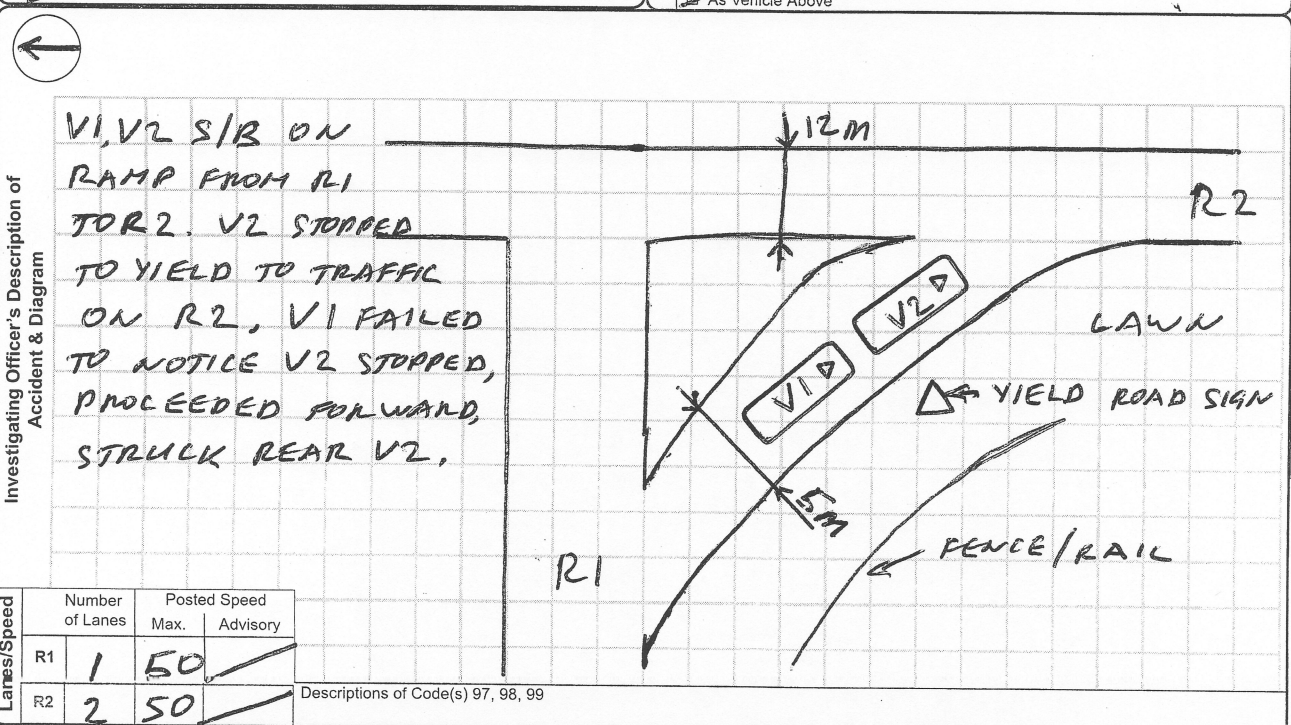 As Vehicle Above
Investigating Officer's Description of
Accident & Diagram
V1, V2 S/B ON
RAMP FROM R1
TO R2. V2 STOPPED
TO YIELD TO TRAFFIC
ON R2, V1 FAILED
TO NOTICE V2 STOPPED,
PROCEEDED FORWARD,
STRUCK REAR V2.
12m
R2
V2
LAWN
V1
YIELD ROAD SIGN
5m
FENCE/RAIL
R1
Lanes/Speed
Number of Lanes
Posted Speed
Max. Advisory
R1 1 50
R2 2 50
Descriptions of Code(s) 97, 98, 99